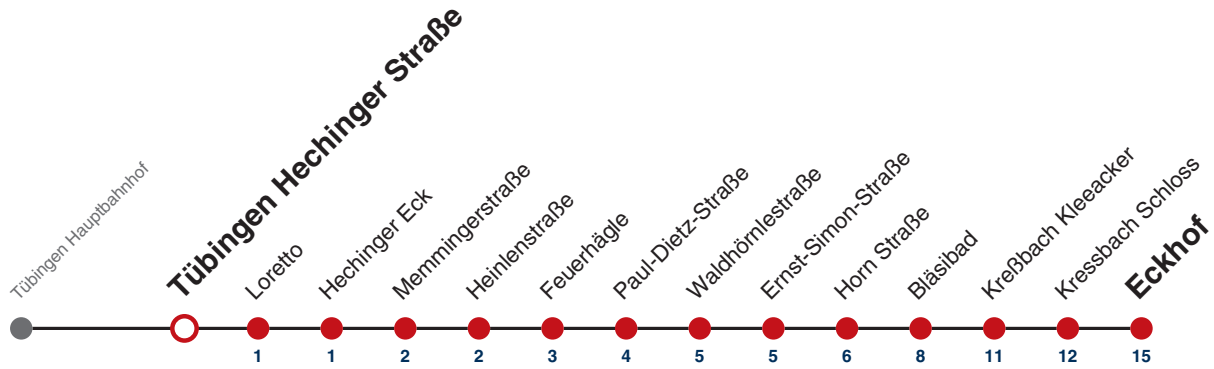 Tübingen Hauptbahnhof
Tübingen Hechinger Straße
Loretto
Hechinger Eck
Memmingerstraße
Heinlenstraße
Feuerhägle
Paul-Dietz-Straße
Waldhörnlestraße
Ernst-Simon-Straße
Horn Straße
Bläsibad
Kreßbach Kleeacker
Kressbach Schloss
Eckhof
1 1 2 2 3 4 5 5 6 8 11 12 15